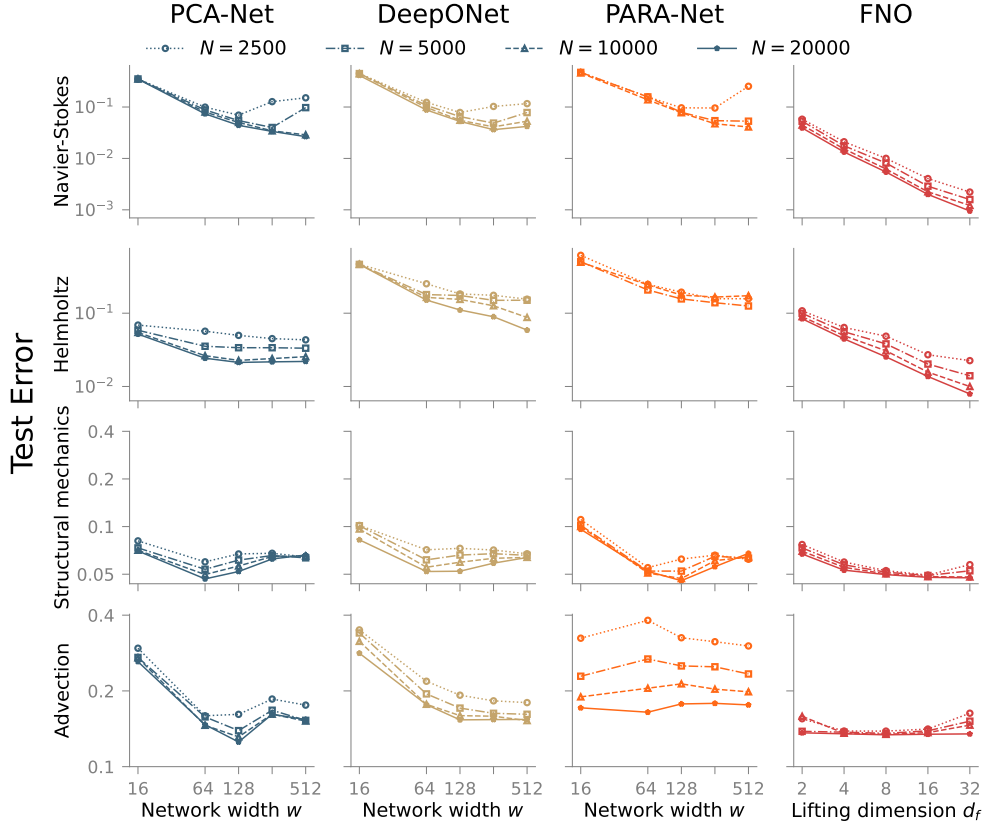 PCA-Net DeepONet PARA-Net FNO
N = 2500 N = 5000 N = 10000 N = 20000
Test Error
Navier-Stokes
10⁻¹
10⁻²
10⁻³
Helmholtz
10⁻¹
10⁻²
Structural mechanics
0.4
0.2
0.1
0.05
Advection
0.4
0.2
0.1
16 64 128 512 16 64 128 512 16 64 128 512 2 4 8 16 32
Network width w Network width w Network width w Lifting dimension d_f